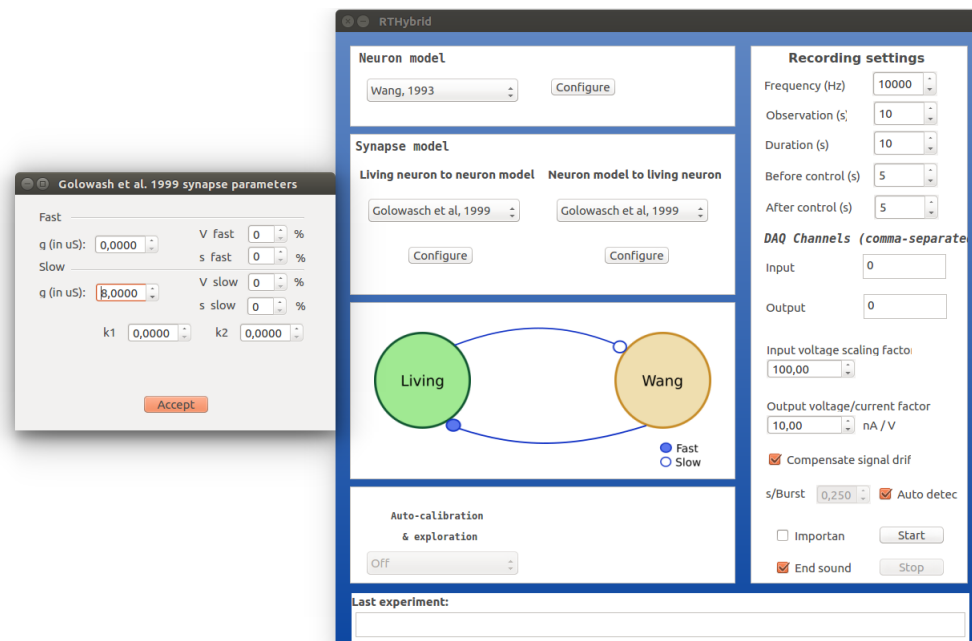 RTHybrid
Neuron model
Wang, 1993
Configure
Synapse model
Living neuron to neuron model
Neuron model to living neuron
Golowasch et al, 1999
Golowasch et al, 1999
Configure
Configure
Living
Wang
Fast
Slow
Auto-calibration
& exploration
Off
Last experiment:
Recording settings
Frequency (Hz) 10000
Observation (s) 10
Duration (s) 10
Before control (s) 5
After control (s) 5
DAQ Channels (comma-separated
Input 0
Output 0
Input voltage scaling factor
100,00
Output voltage/current factor
10,00 nA / V
Compensate signal drif
s/Burst 0,250 Auto detec
Importan Start
End sound Stop
Golowash et al. 1999 synapse parameters
Fast
g (in uS): 0,0000
V fast 0 %
s fast 0 %
Slow
g (in uS): 8,0000
V slow 0 %
s slow 0 %
k1 0,0000 k2 0,0000
Accept